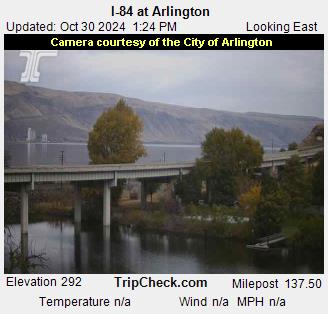 I-84 at Arlington
Updated: Oct 30 2024 1:24 PM Looking East
Camera courtesy of the City of Arlington
Elevation 292 TripCheck.com Milepost 137.50
Temperature n/a Wind n/a MPH n/a